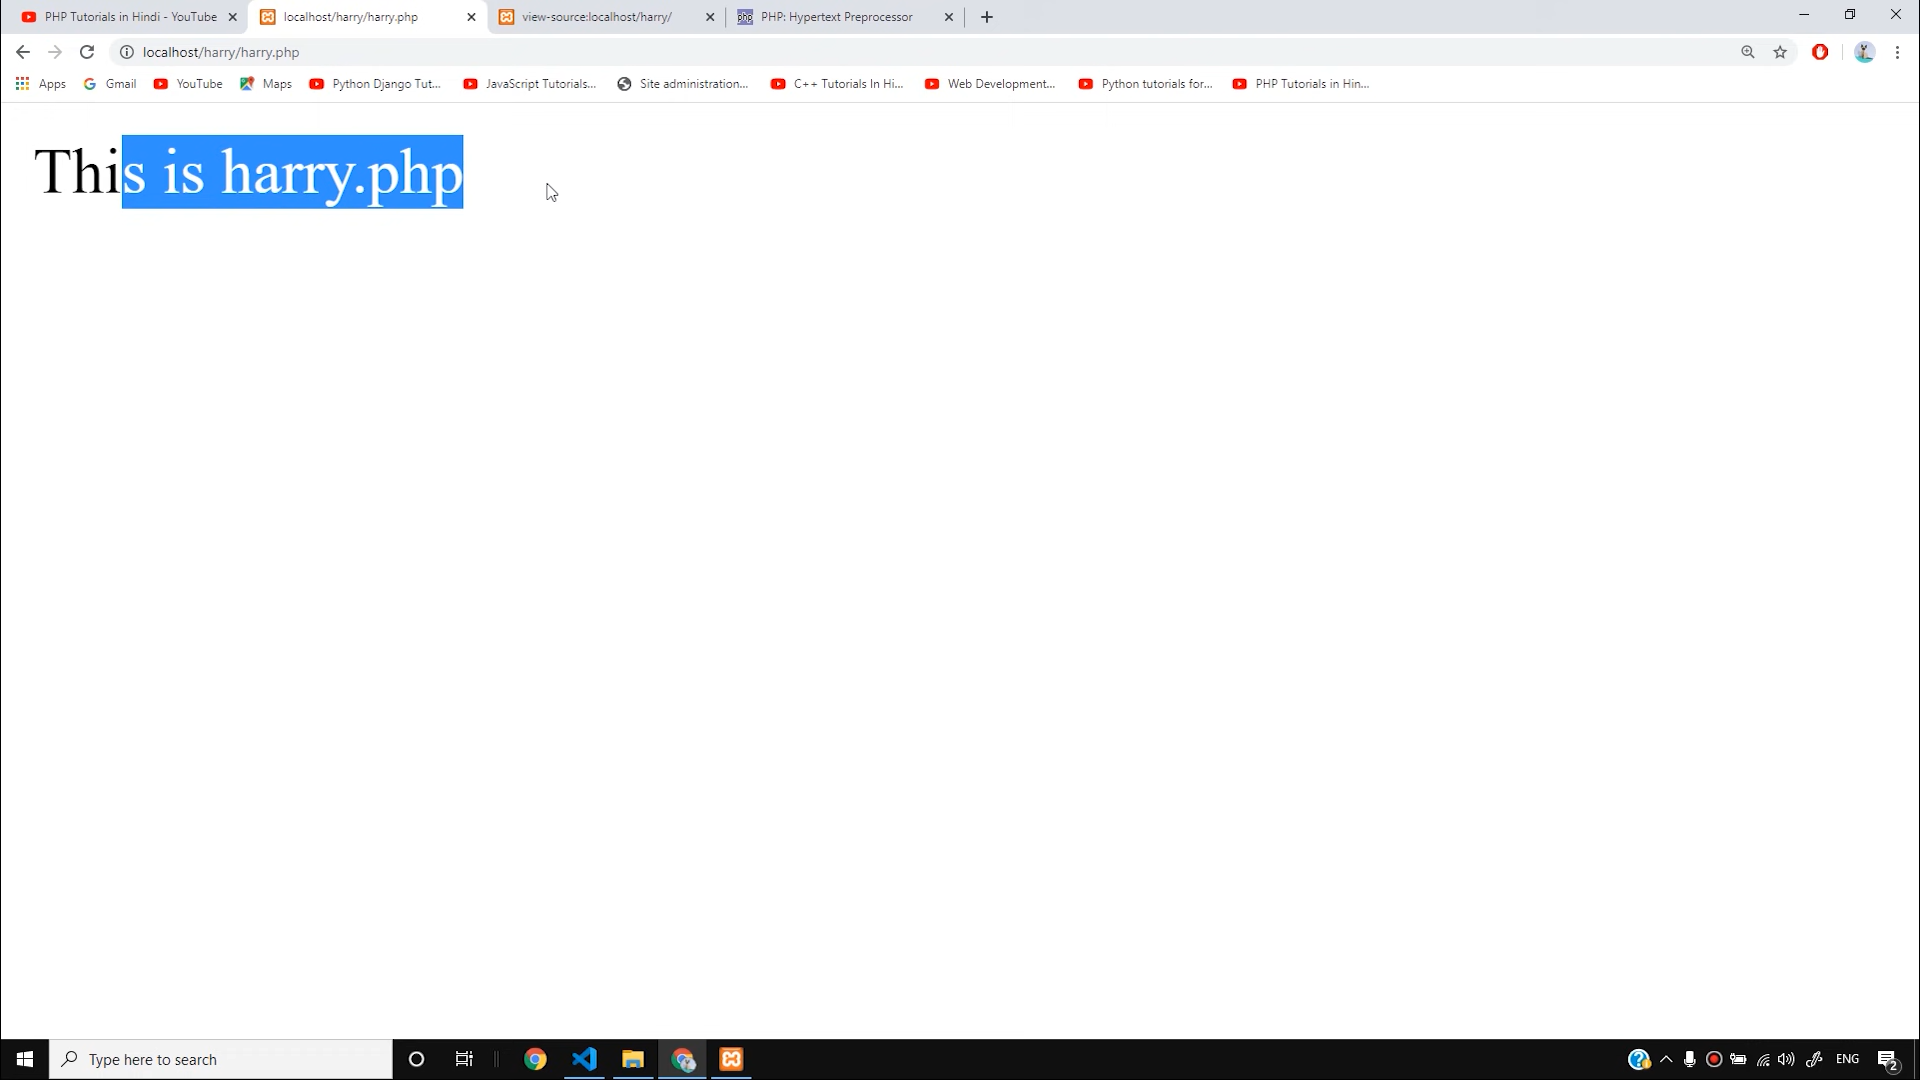 PHP Tutorials in Hindi - YouTube
localhost/harry/harry.php
view-source:localhost/harry/
PHP: Hypertext Preprocessor
localhost/harry/harry.php
Apps
Gmail
YouTube
Maps
Python Django Tut...
JavaScript Tutorials...
Site administration...
C++ Tutorials In Hi...
Web Development...
Python tutorials for...
PHP Tutorials in Hin...
This is harry.php
Type here to search
ENG
2